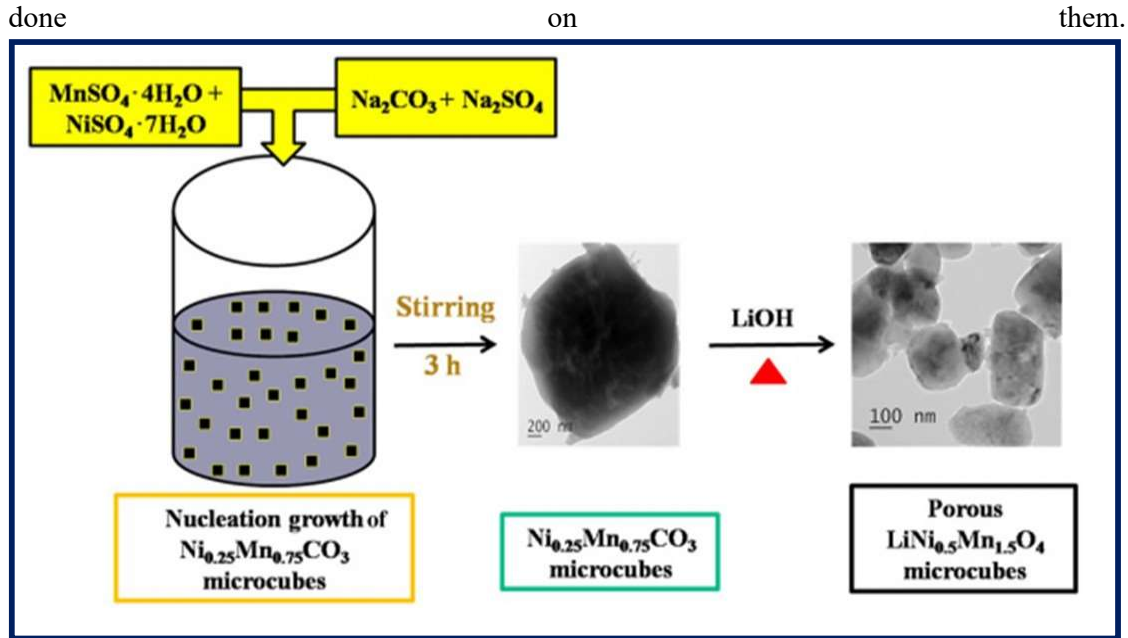 done on them.
MnSO₄·4H₂O +
NiSO₄·7H₂O
Na₂CO₃ + Na₂SO₄
Stirring
3 h
200 nm
LiOH
100 nm
Nucleation growth of
Ni₀.₂₅Mn₀.₇₅CO₃
microcubes
Ni₀.₂₅Mn₀.₇₅CO₃
microcubes
Porous
LiNi₀.₅Mn₁.₅O₄
microcubes